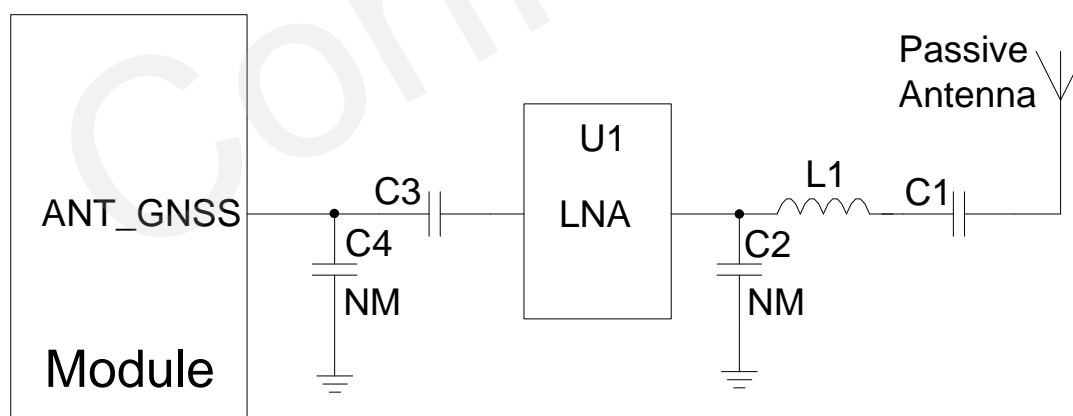 Passive
Antenna
U1
LNA
L1
C1
C3
ANT_GNSS
C4
NM
C2
NM
Module